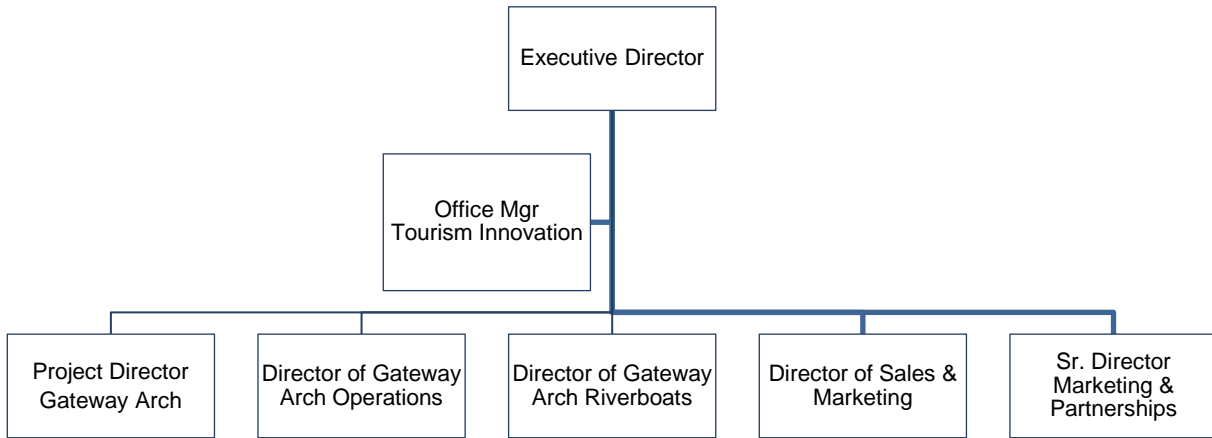 Executive Director
Office Mgr
Tourism Innovation
Project Director
Gateway Arch
Director of Gateway
Arch Operations
Director of Gateway
Arch Riverboats
Director of Sales &
Marketing
Sr. Director
Marketing &
Partnerships